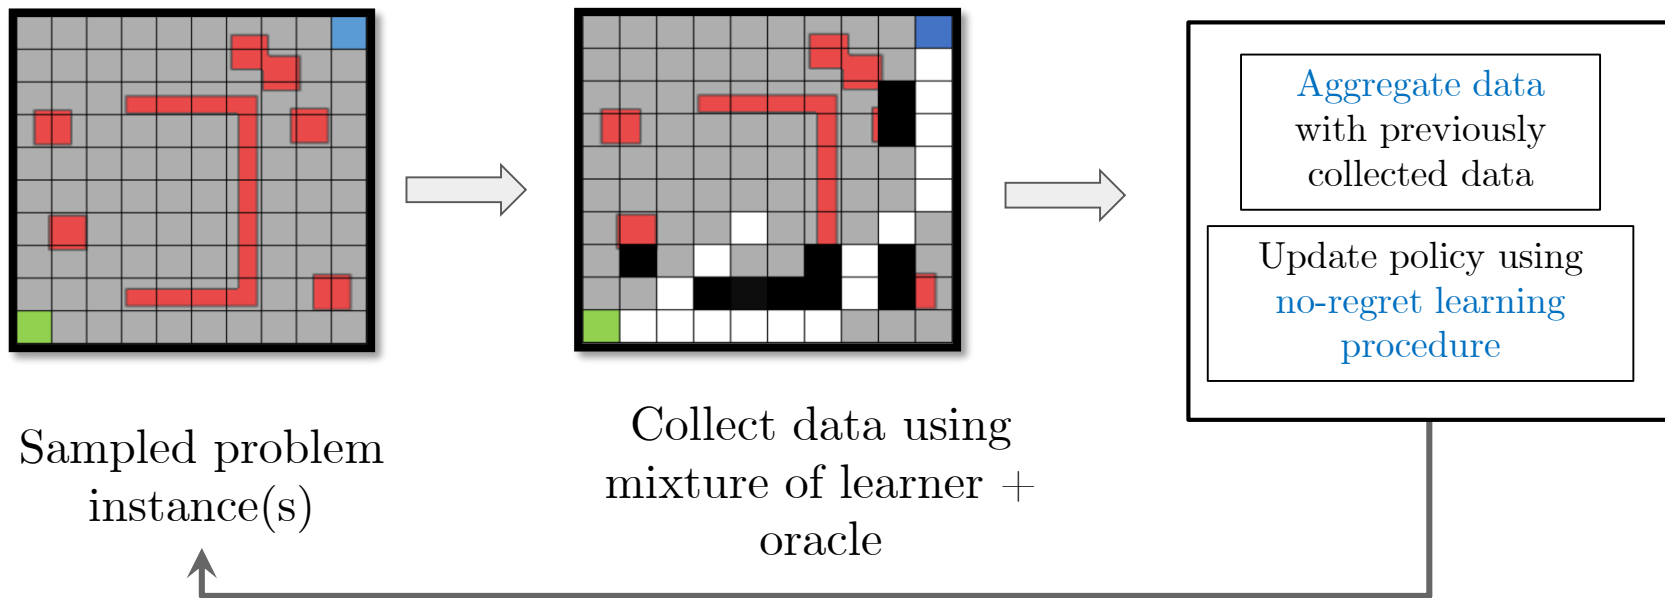 Sampled problem
instance(s)
Collect data using
mixture of learner +
oracle
Aggregate data
with previously
collected data
Update policy using
no-regret learning
procedure